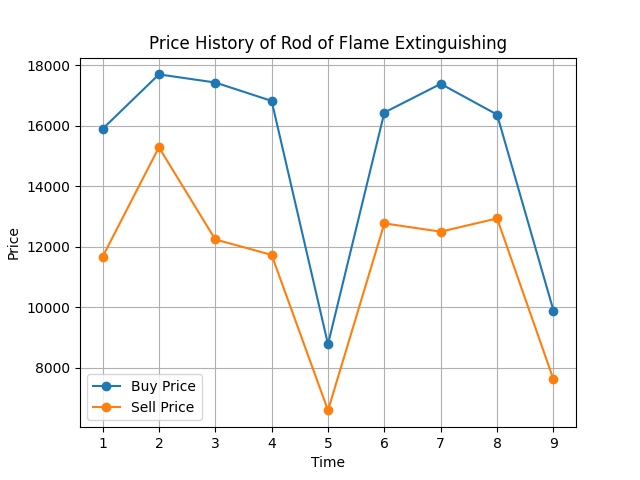 Price History of Rod of Flame Extinguishing
18000
16000
14000
12000
10000
8000
Price
Buy Price
Sell Price
1 2 3 4 5 6 7 8 9
Time